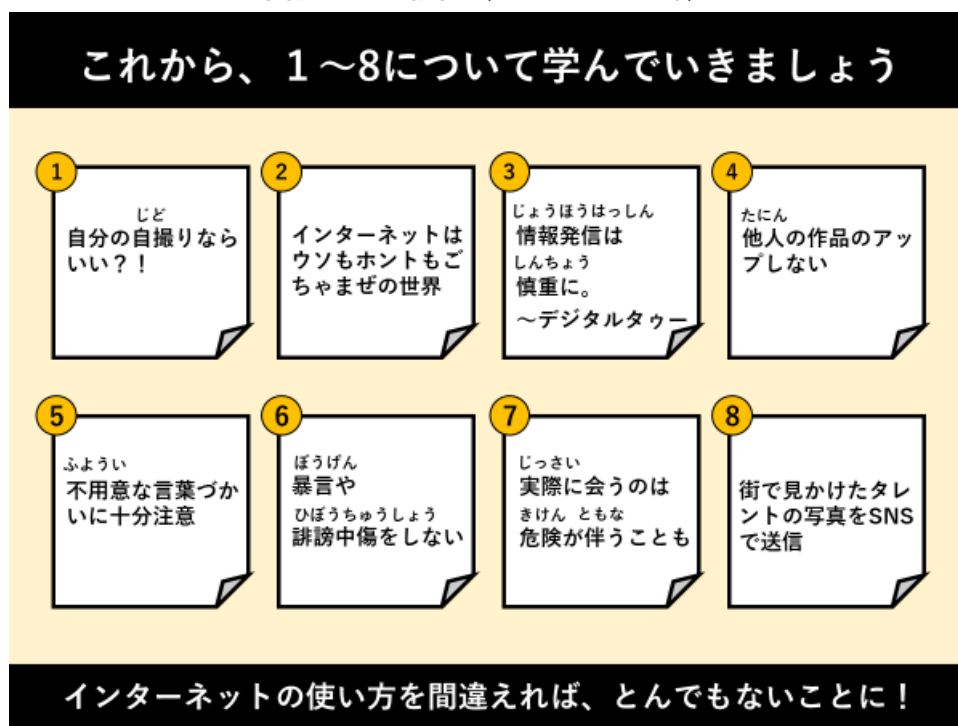 これから、１～8について学んでいきましょう
1
じど
自分の自撮りなら
いい？！
2
インターネットは
ウソもホントもご
ちゃまぜの世界
3
じょうほうはっしん
情報発信は
しんちょう
慎重に。
～デジタルタゥー
4
たにん
他人の作品のアッ
プしない
5
ふようい
不用意な言葉づか
いに十分注意
6
ぼうげん
暴言や
ひぼうちゅうしょう
誹謗中傷をしない
7
じっさい
実際に会うのは
きけん ともな
危険が伴うことも
8
街で見かけたタレ
ントの写真をSNS
で送信
インターネットの使い方を間違えれば、とんでもないことに！